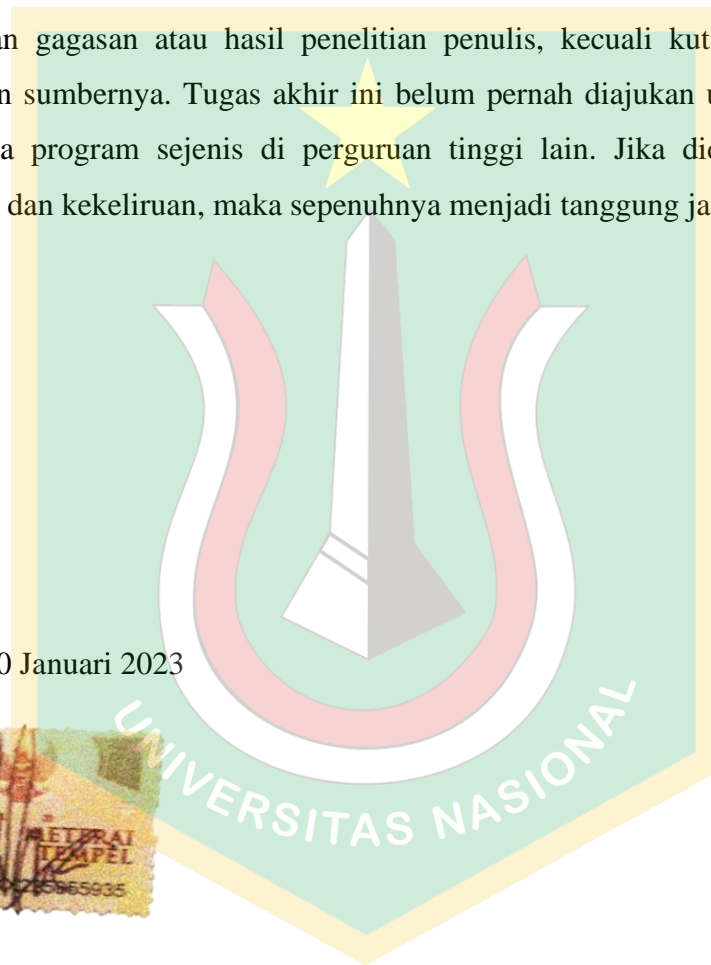 an gagasan atau hasil penelitian penulis, kecuali kut
n sumbernya. Tugas akhir ini belum pernah diajukan u
a program sejenis di perguruan tinggi lain. Jika di
dan kekeliruan, maka sepenuhnya menjadi tanggung ja
0 Januari 2023
UNIVERSITAS NASIONAL
METERAI
TEMPEL